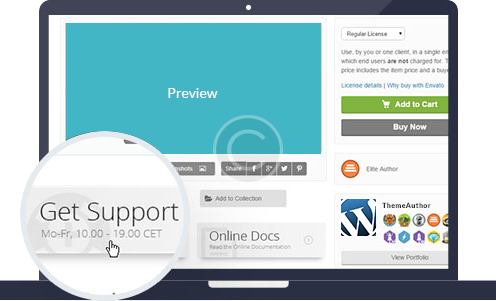 Preview
Regular License
Use, by you or one client, in a single en
which end users are not charged for. T
price includes the item price and a buye
License details | Why buy with Envato
Add to Cart
Buy Now
Elite Author
ThemeAuthor
View Portfolio
Share
Add to Collection
Get Support
Mo-Fr, 10.00 - 19.00 CET
Online Docs
Read the Online Documentation